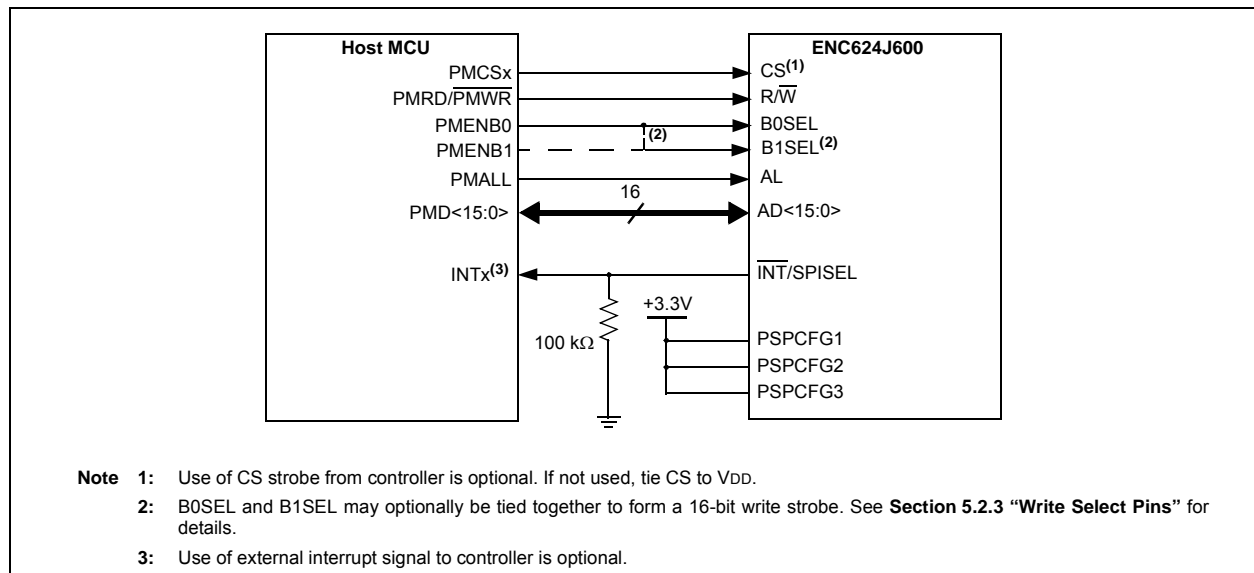 Host MCU
ENC624J600
PMCSx
CS(1)
PMRD/PMWR
R/W
PMENB0
B0SEL
(2)
PMENB1
B1SEL(2)
PMALL
AL
16
PMD<15:0>
AD<15:0>
INTx(3)
INT/SPISEL
+3.3V
100 kΩ
PSPCFG1
PSPCFG2
PSPCFG3
Note 1: Use of CS strobe from controller is optional. If not used, tie CS to VDD.
2: B0SEL and B1SEL may optionally be tied together to form a 16-bit write strobe. See Section 5.2.3 “Write Select Pins” for
details.
3: Use of external interrupt signal to controller is optional.